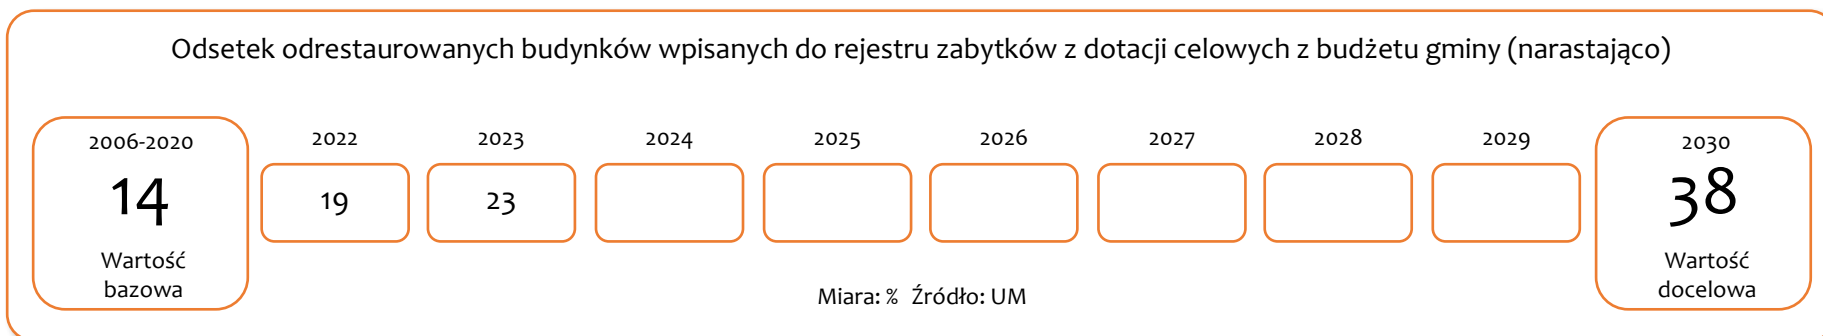 Odsetek odrestaurowanych budynków wpisanych do rejestru zabytków z dotacji celowych z budżetu gminy (narastająco)
2006-2020 2022 2023 2024 2025 2026 2027 2028 2029 2030
14 19 23 38
Wartość bazowa
Wartość docelowa
Miara: % Źródło: UM